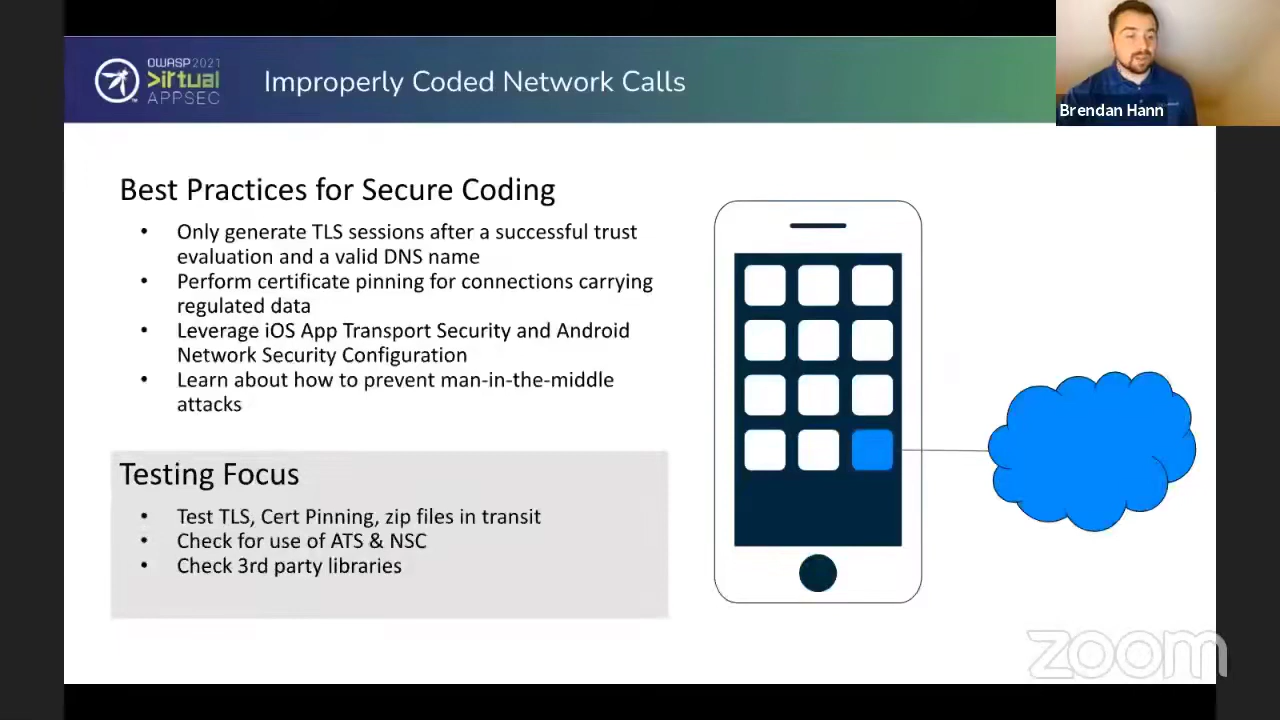 OWASP 2021
>irtual
APPSEC
Improperly Coded Network Calls
Brendan Hann
Best Practices for Secure Coding
• Only generate TLS sessions after a successful trust
evaluation and a valid DNS name
• Perform certificate pinning for connections carrying
regulated data
• Leverage iOS App Transport Security and Android
Network Security Configuration
• Learn about how to prevent man-in-the-middle
attacks
Testing Focus
• Test TLS, Cert Pinning, zip files in transit
• Check for use of ATS & NSC
• Check 3rd party libraries
zoom